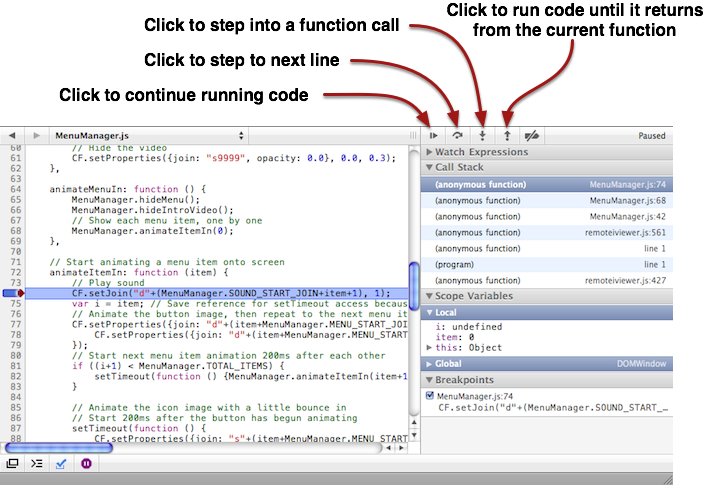 Click to step into a function call
Click to run code until it returns
from the current function
Click to step to next line
Click to continue running code
MenuManager.js
Paused
60 // Hide the video
61 CF.setProperties({join: "s9999", opacity: 0.0}, 0.0, 0.3);
62 },
63
64 animateMenuIn: function () {
65 MenuManager.hideMenu();
66 MenuManager.hideIntroVideo();
67 // Show each menu item, one by one
68 MenuManager.animateItemIn(0);
69 },
70
71 // Start animating a menu item onto screen
72 animateItemIn: function (item) {
73 // Play sound
CF.setJoin("d"+(MenuManager.SOUND_START_JOIN+item+1), 1);
75 var i = item; // Save reference for setTimeout access becaus
76 // Animate the button image, then repeat to the next menu it
77 CF.setProperties({join: "d"+(item+MenuManager.MENU_START_JOI
78 CF.setProperties({join: "d"+(item+MenuManager.MENU_START
79 });
80 // Start next menu item animation 200ms after each other
81 if ((i+1) < MenuManager.TOTAL_ITEMS) {
82 setTimeout(function () {MenuManager.animateItemIn(item+1
83 }
84
85 // Animate the icon image with a little bounce in
86 // Start 200ms after the button has begun animating
87 setTimeout(function () {
88 CF.setProperties({join: "s"+(item+MenuManager.MENU_START
Watch Expressions
Call Stack
(anonymous function) MenuManager.js:74
(anonymous function) MenuManager.js:68
(anonymous function) MenuManager.js:42
(anonymous function) remoteiviewer.js:561
(anonymous function) line 1
(program) line 1
(anonymous function) remoteiviewer.js:427
Scope Variables
Local
i: undefined
item: 0
this: Object
Global DOMWindow
Breakpoints
MenuManager.js:74
CF.setJoin("d"+(MenuManager.SOUND_START_…